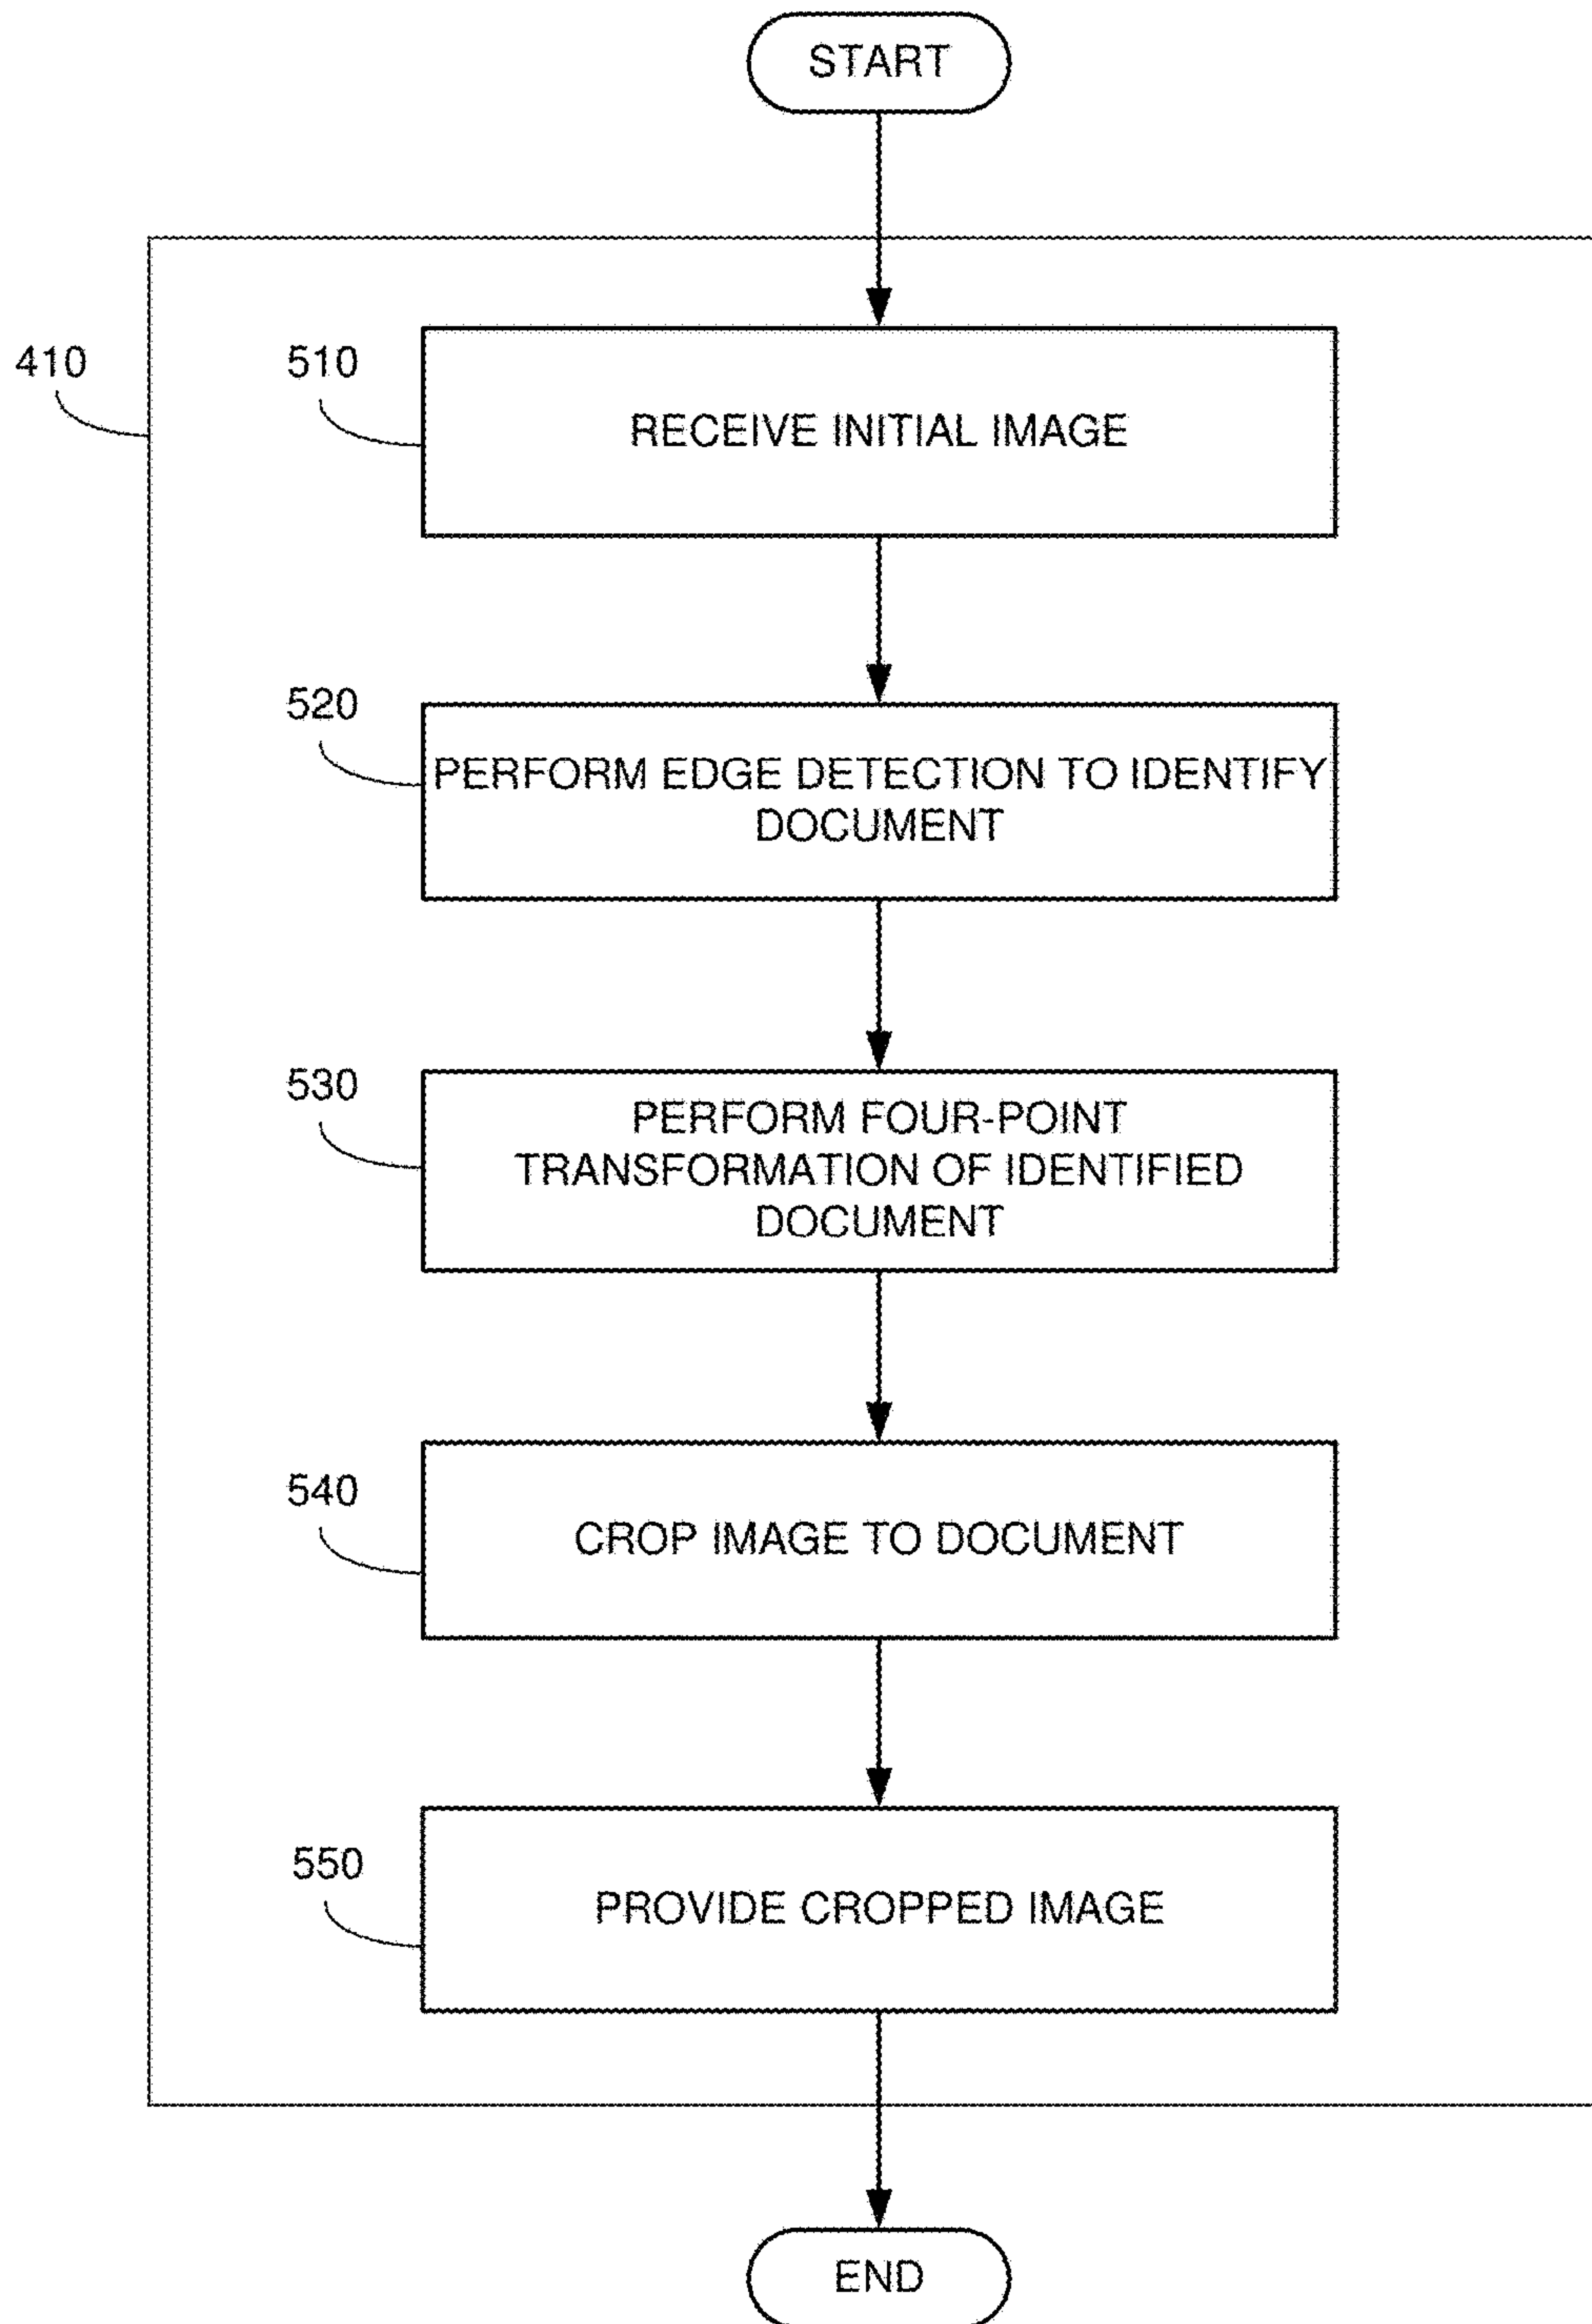 START
410
510
RECEIVE INITIAL IMAGE
520
PERFORM EDGE DETECTION TO IDENTIFY
DOCUMENT
530
PERFORM FOUR-POINT
TRANSFORMATION OF IDENTIFIED
DOCUMENT
540
CROP IMAGE TO DOCUMENT
550
PROVIDE CROPPED IMAGE
END